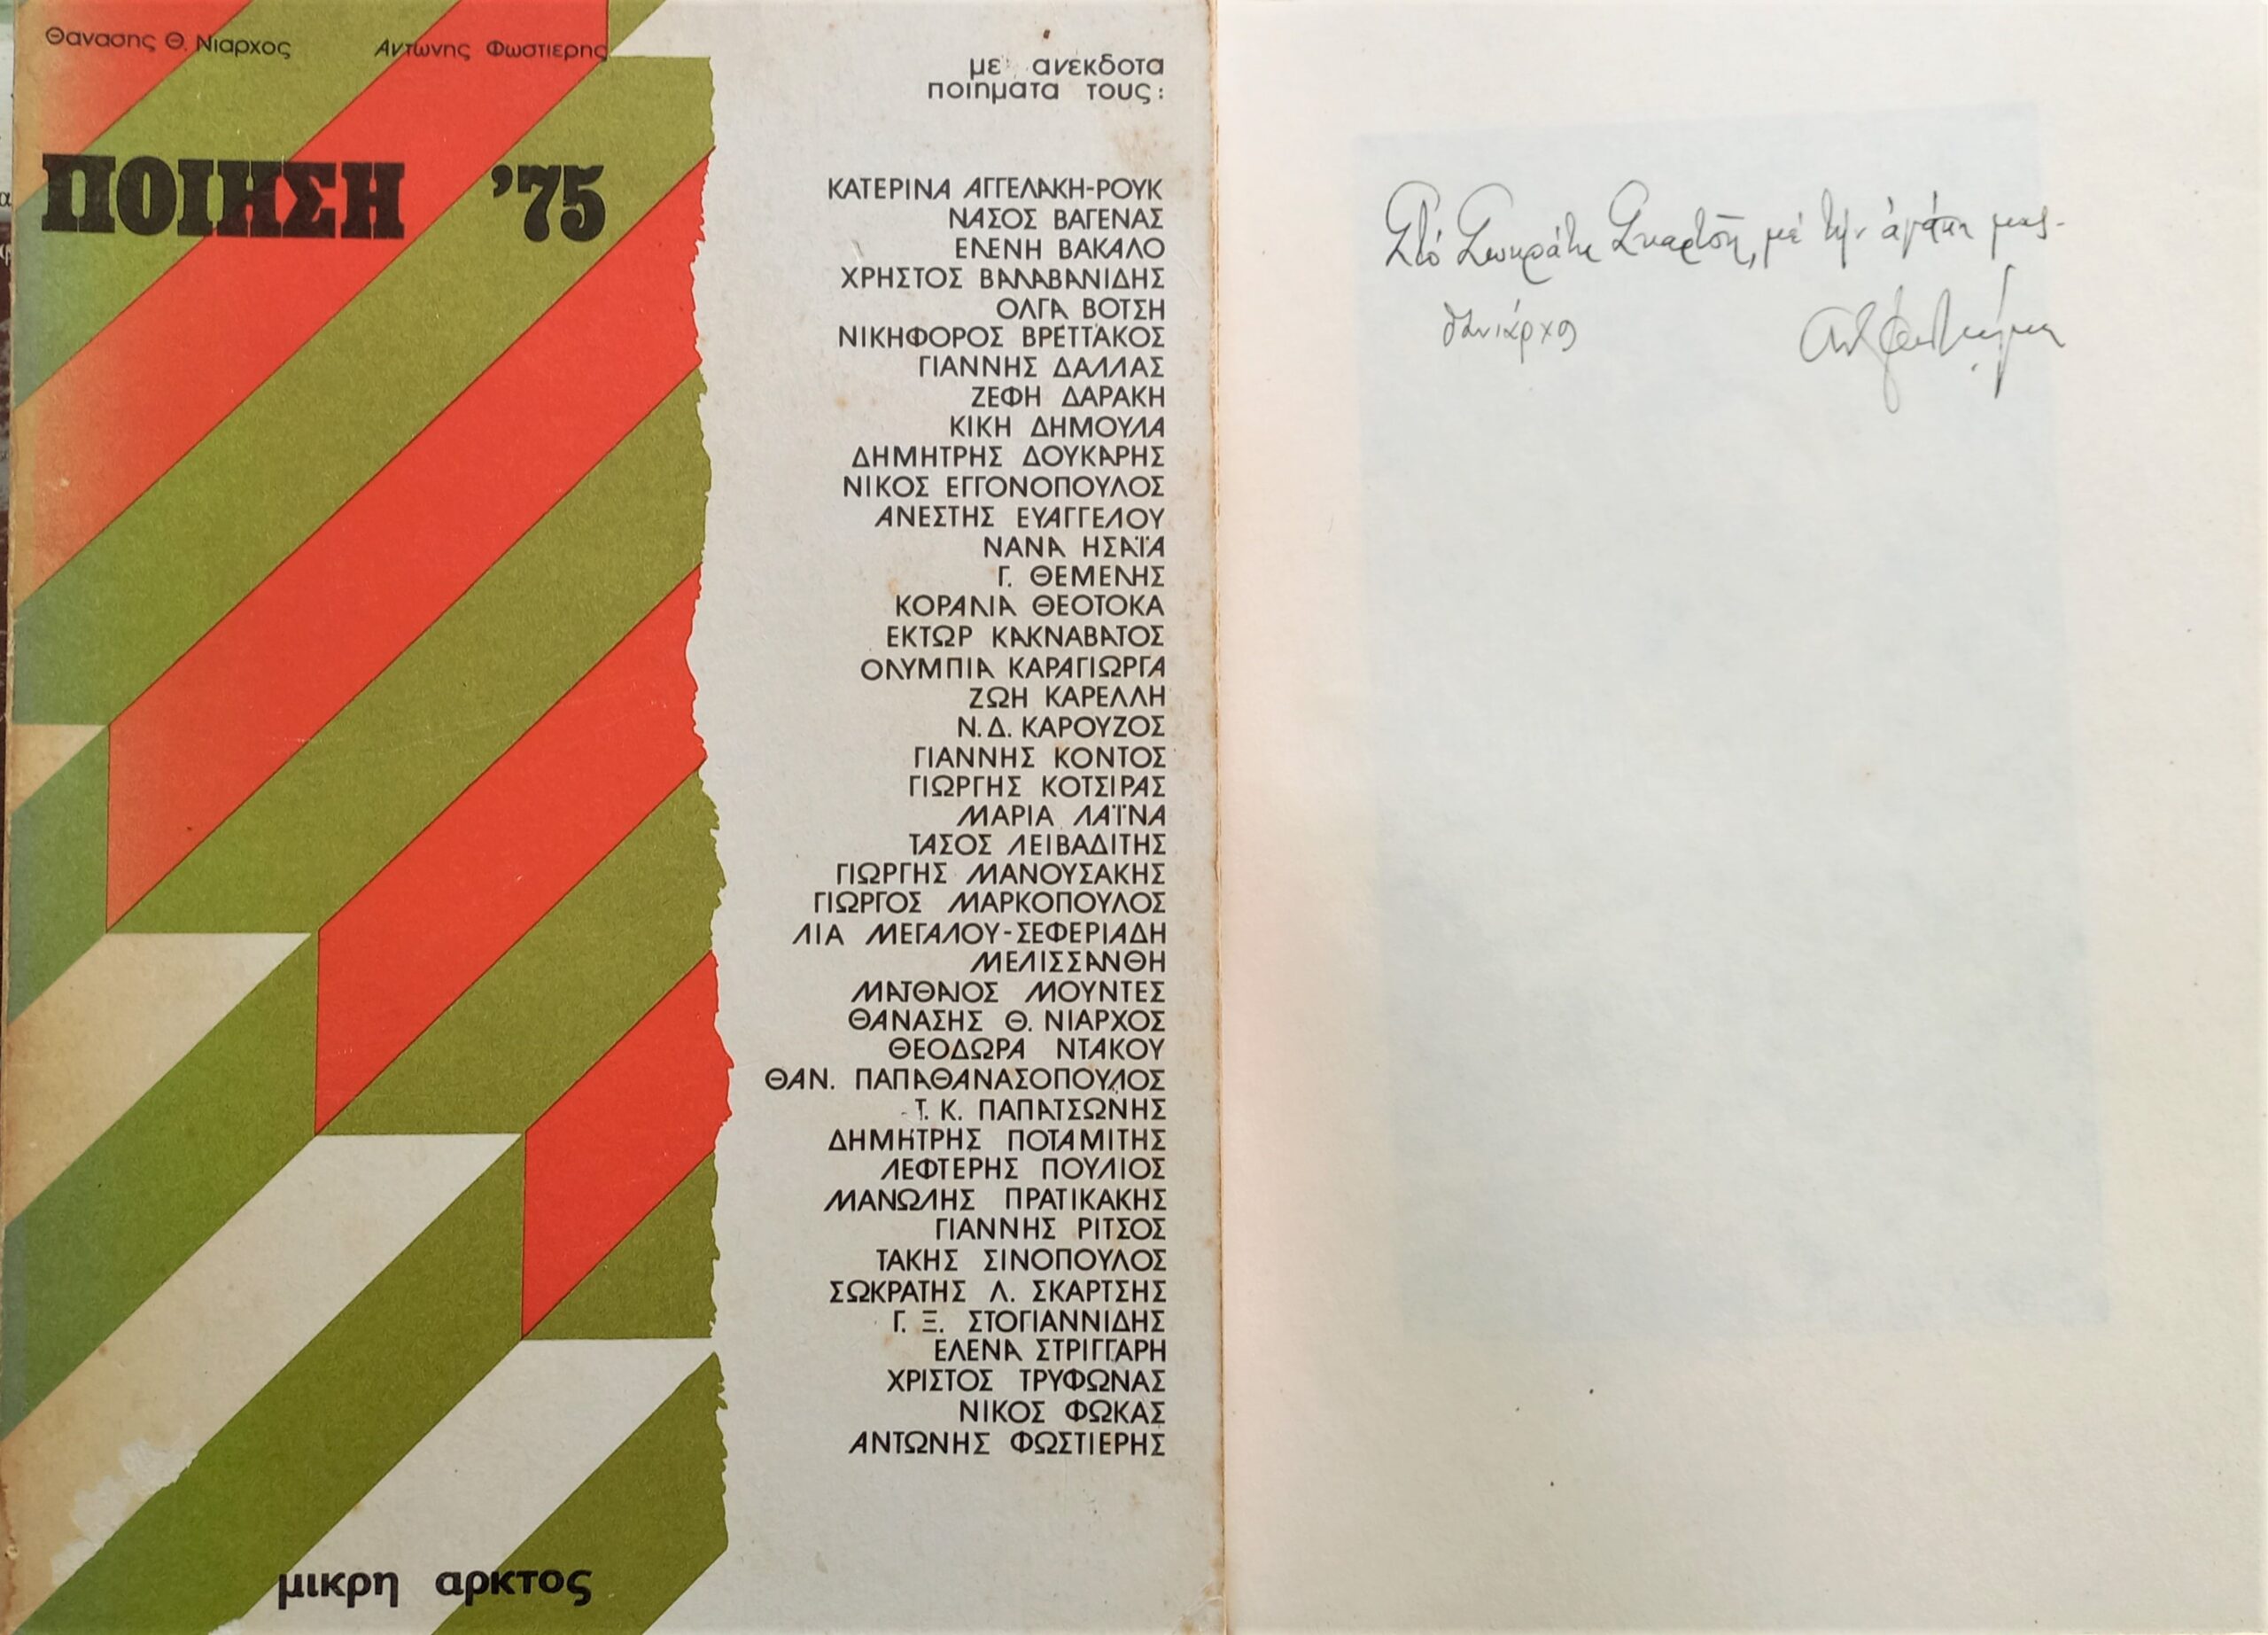 Θανασης Θ. Νιαρχος Αντωνης Φωστιερης
ΠΟΙΗΣΗ '75
μικρη αρκτος
με ανεκδοτα
ποιηματα τους:
ΚΑΤΕΡΙΝΑ ΑΓΓΕΛΑΚΗ-ΡΟΥΚ
ΝΑΣΟΣ ΒΑΓΕΝΑΣ
ΕΛΕΝΗ ΒΑΚΑΛΟ
ΧΡΗΣΤΟΣ ΒΑΛΑΒΑΝΙΔΗΣ
ΟΛΓΑ ΒΟΤΣΗ
ΝΙΚΗΦΟΡΟΣ ΒΡΕΤΤΑΚΟΣ
ΓΙΑΝΝΗΣ ΔΑΛΛΑΣ
ΖΕΦΗ ΔΑΡΑΚΗ
ΚΙΚΗ ΔΗΜΟΥΛΑ
ΔΗΜΗΤΡΗΣ ΔΟΥΚΑΡΗΣ
ΝΙΚΟΣ ΕΓΓΟΝΟΠΟΥΛΟΣ
ΑΝΕΣΤΗΣ ΕΥΑΓΓΕΛΟΥ
ΝΑΝΑ ΗΣΑΪΑ
Γ. ΘΕΜΕΛΗΣ
ΚΟΡΑΛΙΑ ΘΕΟΤΟΚΑ
ΕΚΤΩΡ ΚΑΚΝΑΒΑΤΟΣ
ΟΛΥΜΠΙΑ ΚΑΡΑΓΙΩΡΓΑ
ΖΩΗ ΚΑΡΕΛΛΗ
Ν.Δ. ΚΑΡΟΥΖΟΣ
ΓΙΑΝΝΗΣ ΚΟΝΤΟΣ
ΓΙΩΡΓΗΣ ΚΟΤΣΙΡΑΣ
ΜΑΡΙΑ ΛΑΪΝΑ
ΤΑΣΟΣ ΛΕΙΒΑΔΙΤΗΣ
ΓΙΩΡΓΗΣ ΜΑΝΟΥΣΑΚΗΣ
ΓΙΩΡΓΟΣ ΜΑΡΚΟΠΟΥΛΟΣ
ΛΙΑ ΜΕΓΑΛΟΥ-ΣΕΦΕΡΙΑΔΗ
ΜΕΛΙΣΣΑΝΘΗ
ΜΑΤΘΑΙΟΣ ΜΟΥΝΤΕΣ
ΘΑΝΑΣΗΣ Θ. ΝΙΑΡΧΟΣ
ΘΕΟΔΩΡΑ ΝΤΑΚΟΥ
ΘΑΝ. ΠΑΠΑΘΑΝΑΣΟΠΟΥΛΟΣ
Τ. Κ. ΠΑΠΑΤΣΩΝΗΣ
ΔΗΜΗΤΡΗΣ ΠΟΤΑΜΙΤΗΣ
ΛΕΦΤΕΡΗΣ ΠΟΥΛΙΟΣ
ΜΑΝΩΛΗΣ ΠΡΑΤΙΚΑΚΗΣ
ΓΙΑΝΝΗΣ ΡΙΤΣΟΣ
ΤΑΚΗΣ ΣΙΝΟΠΟΥΛΟΣ
ΣΩΚΡΑΤΗΣ Λ. ΣΚΑΡΤΣΗΣ
Γ. Ξ. ΣΤΟΓΙΑΝΝΙΔΗΣ
ΕΛΕΝΑ ΣΤΡΙΓΓΑΡΗ
ΧΡΙΣΤΟΣ ΤΡΥΦΩΝΑΣ
ΝΙΚΟΣ ΦΩΚΑΣ
ΑΝΤΩΝΗΣ ΦΩΣΤΙΕΡΗΣ
Στό Σωκράτη Σκαρτση, μέ τήν ἀγάπη μας-